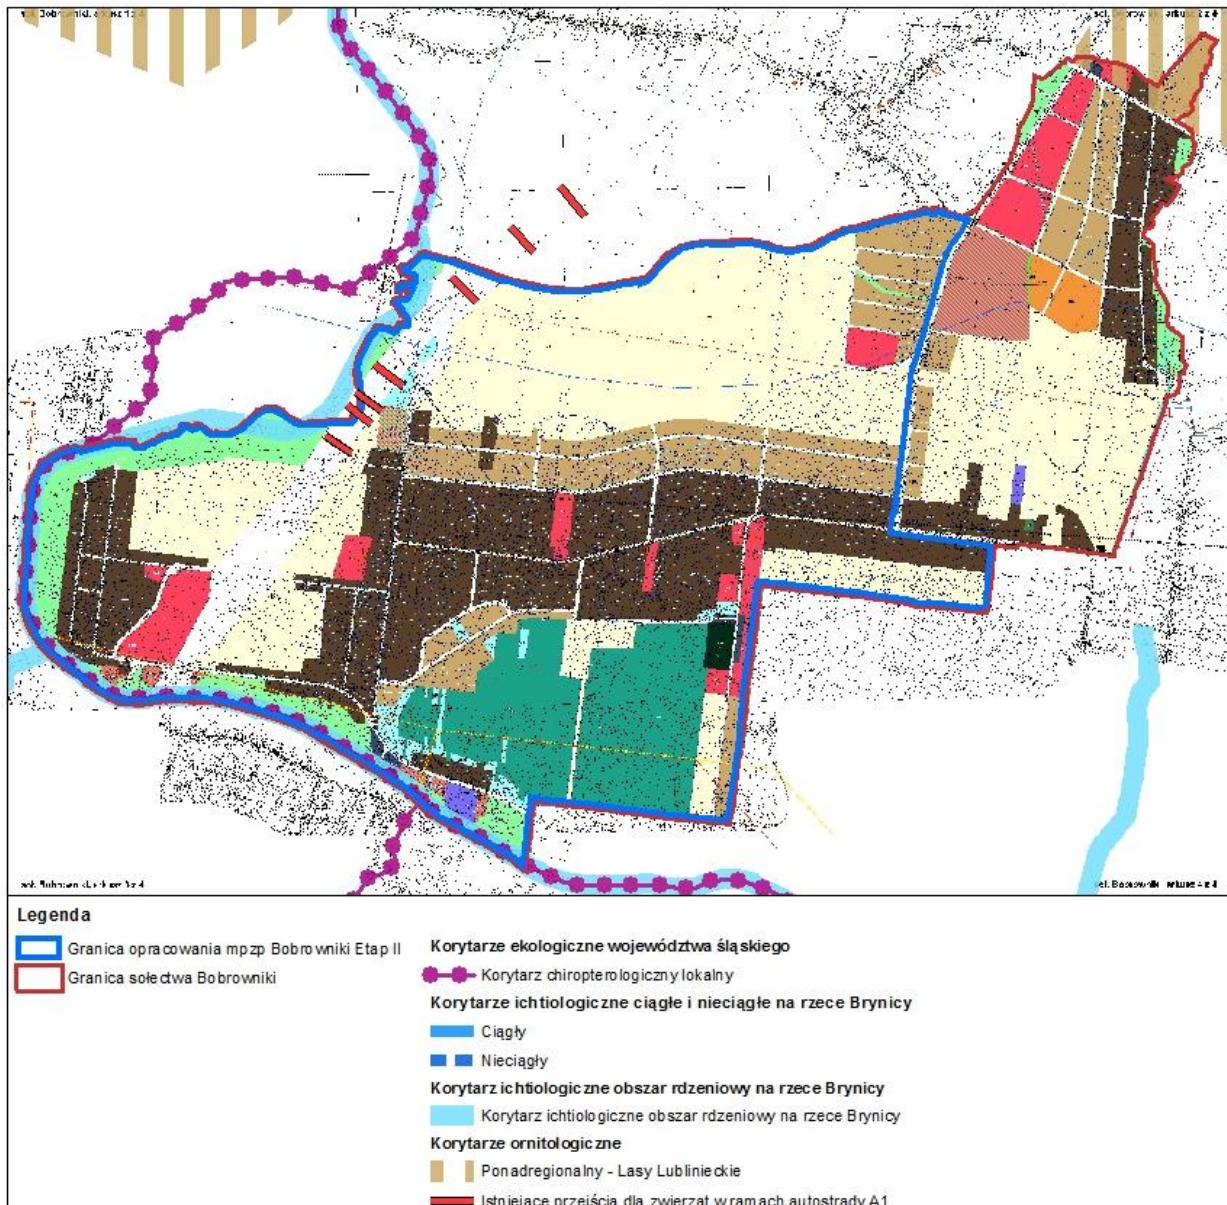 Legenda
Granica opracowania mpzp Bobrowniki Etap II
Granica sołectwa Bobrowniki
Korytarze ekologiczne województwa śląskiego
Korytarz chiropterologiczny lokalny
Korytarze ichtiologiczne ciągłe i nieciągłe na rzece Brynicy
Ciągły
Nieciągły
Korytarz ichtiologiczne obszar rdzeniowy na rzece Brynicy
Korytarz ichtiologiczne obszar rdzeniowy na rzece Brynicy
Korytarze ornitologiczne
Ponadregionalny - Lasy Lublinieckie
Istniejące przejścia dla zwierząt w ramach autostrady A1